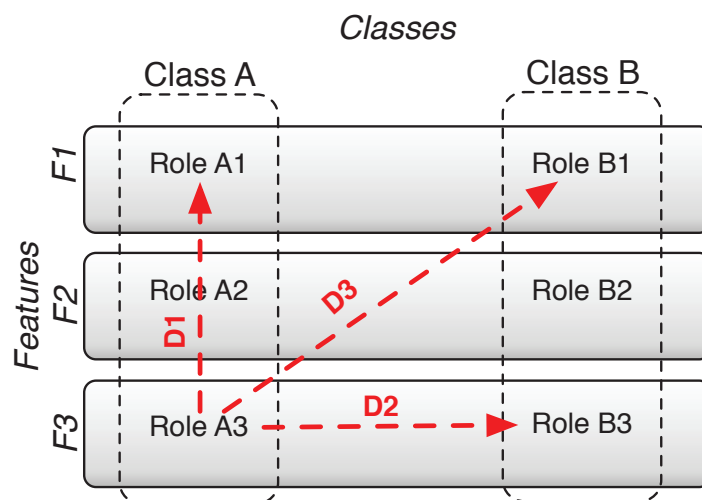 Classes
Class A
Class B
F1
Role A1
Role B1
Features
F2
Role A2
Role B2
D1
D3
F3
Role A3
D2
Role B3